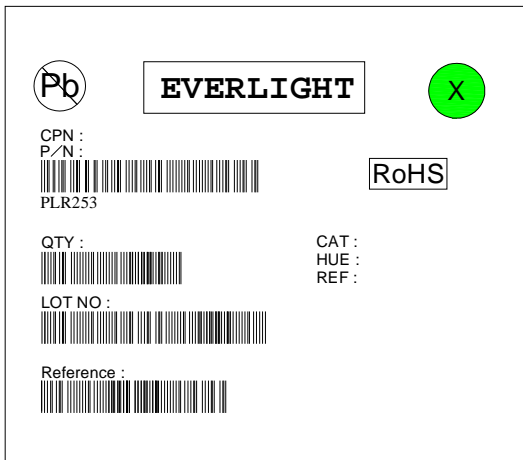 Pb
EVERLIGHT
X
CPN :
P/N :
RoHS
PLR253
QTY :
CAT :
HUE :
REF :
LOT NO :
Reference :